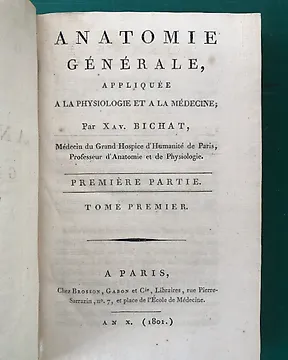 ANATOMIE
GÉNÉRALE,
APPLIQUÉE
A LA PHYSIOLOGIE ET A LA MÉDECINE;
Par XAV. BICHAT,
Médecin du Grand Hospice d'Humanité de Paris,
Professeur d'Anatomie et de Physiologie.
PREMIÈRE PARTIE.
TOME PREMIER.
A PARIS,
Chez BROSSON, GABON et Cie, Libraires, rue Pierre-
Sarrazin, no. 7, et place de l'École de Médecine.
AN X. (1801.)